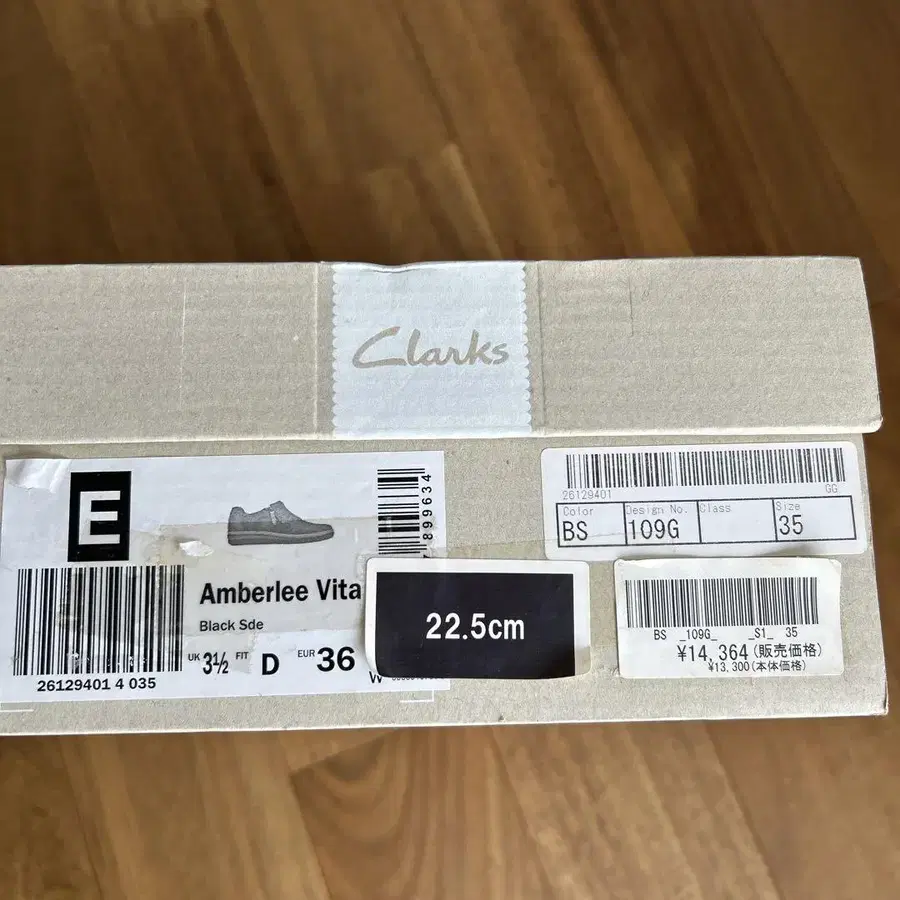 Clarks
E
7899634
Amberlee Vita
Black Sde
UK 3½ FIT D EUR 36
W
26129401 4 035
22.5cm
26129401 GG
Color Design No. Class Size
BS 109G 35
BS _109G_ _S1_ 35
¥14,364(販売価格)
¥13,300(本体価格)